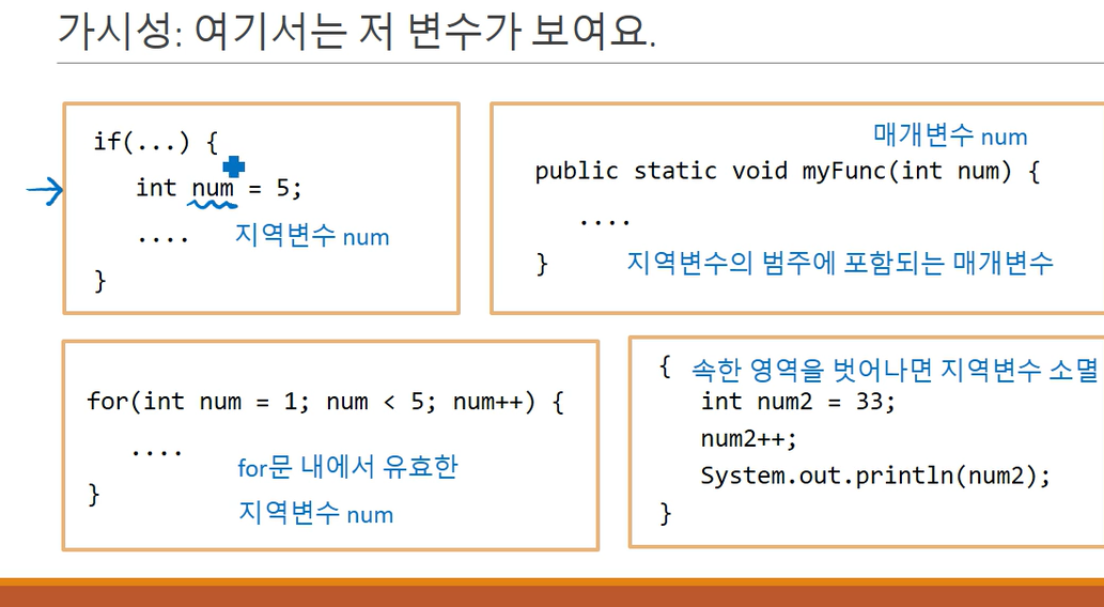 가시성: 여기서는 저 변수가 보여요.
if(...) {
int num = 5;
.... 지역변수 num
}
매개변수 num
public static void myFunc(int num) {
....
} 지역변수의 범주에 포함되는 매개변수
for(int num = 1; num < 5; num++) {
....
for문 내에서 유효한
}
지역변수 num
{ 속한 영역을 벗어나면 지역변수 소멸
int num2 = 33;
num2++;
System.out.println(num2);
}